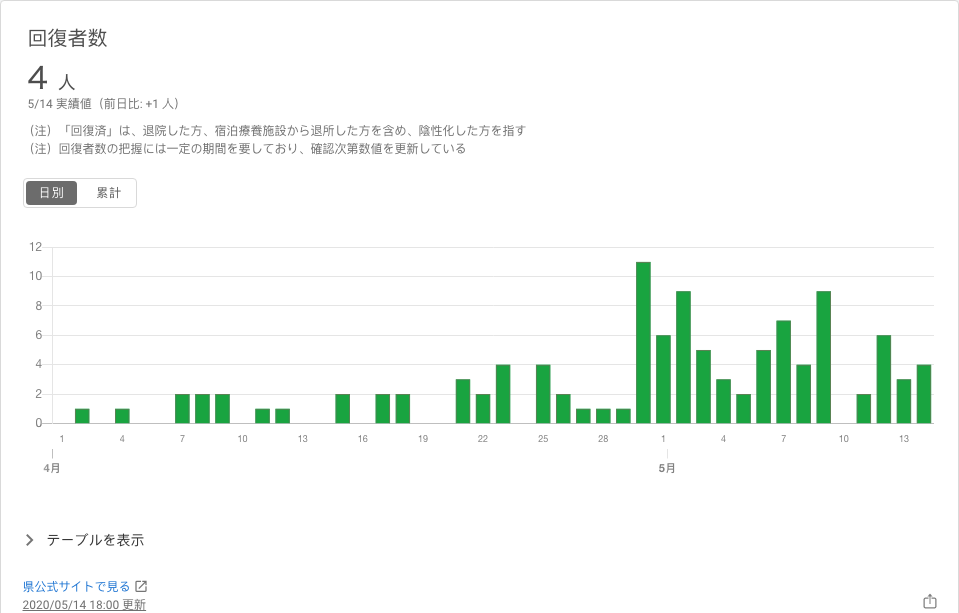 回復者数
4 人
5/14 実績値（前日比: +1 人）
（注）「回復済」は、退院した方、宿泊療養施設から退所した方を含め、陰性化した方を指す
（注）回復者数の把握には一定の期間を要しており、確認次第数値を更新している
日別 累計
12
10
8
6
4
2
0
1 4 7 10 13 16 19 22 25 28 1 4 7 10 13
4月 5月
テーブルを表示
県公式サイトで見る
2020/05/14 18:00 更新